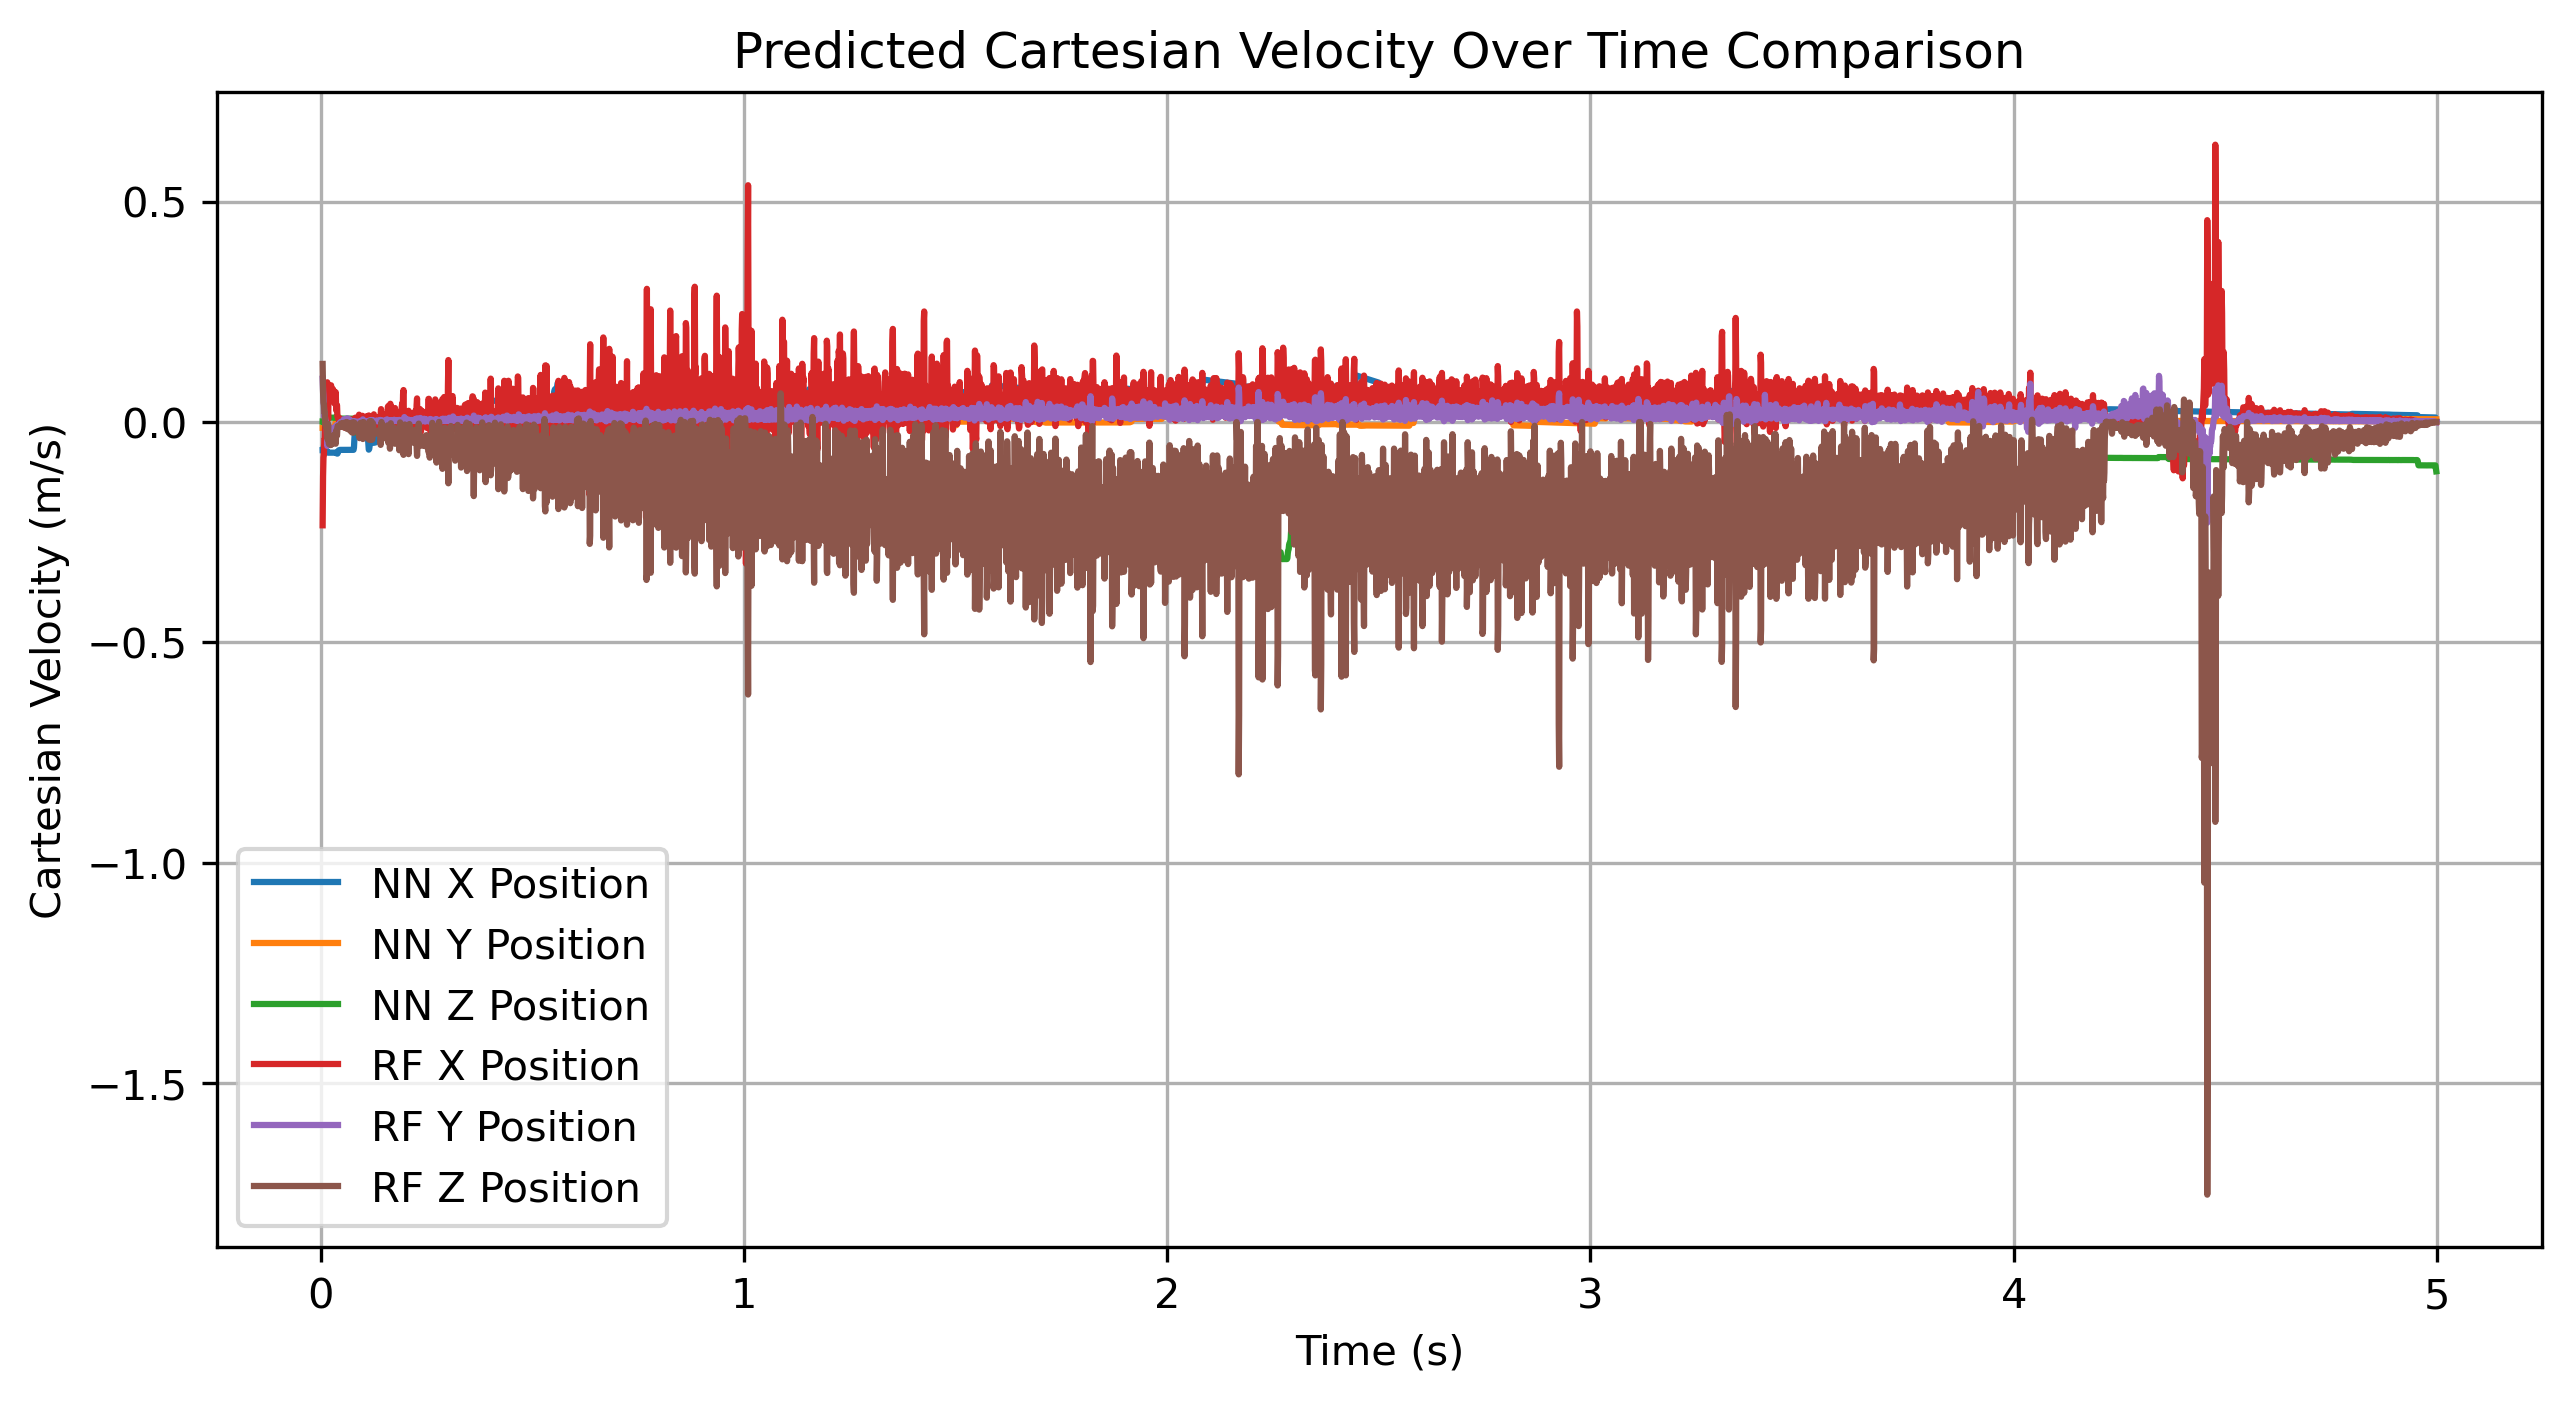 Predicted Cartesian Velocity Over Time Comparison
Cartesian Velocity (m/s)
0.5
0.0
−0.5
−1.0
−1.5
NN X Position
NN Y Position
NN Z Position
RF X Position
RF Y Position
RF Z Position
0 1 2 3 4 5
Time (s)